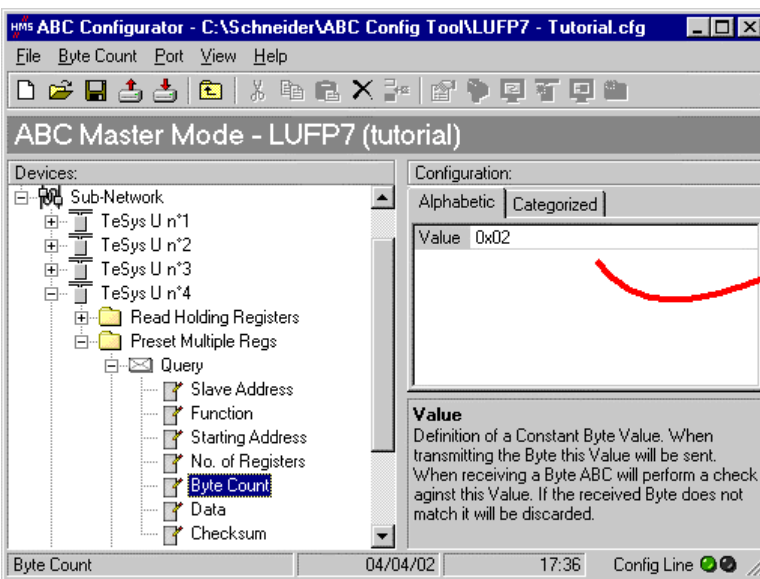 HMS ABC Configurator - C:\Schneider\ABC Config Tool\LUFP7 - Tutorial.cfg
File Byte Count Port View Help
ABC Master Mode - LUFP7 (tutorial)
Devices:
Sub-Network
TeSys U n°1
TeSys U n°2
TeSys U n°3
TeSys U n°4
Read Holding Registers
Preset Multiple Regs
Query
Slave Address
Function
Starting Address
No. of Registers
Byte Count
Data
Checksum
Configuration:
Alphabetic Categorized
Value 0x02
Value
Definition of a Constant Byte Value. When
transmitting the Byte this Value will be sent.
When receiving a Byte ABC will perform a check
aginst this Value. If the received Byte does not
match it will be discarded.
Byte Count 04/04/02 17:36 Config Line